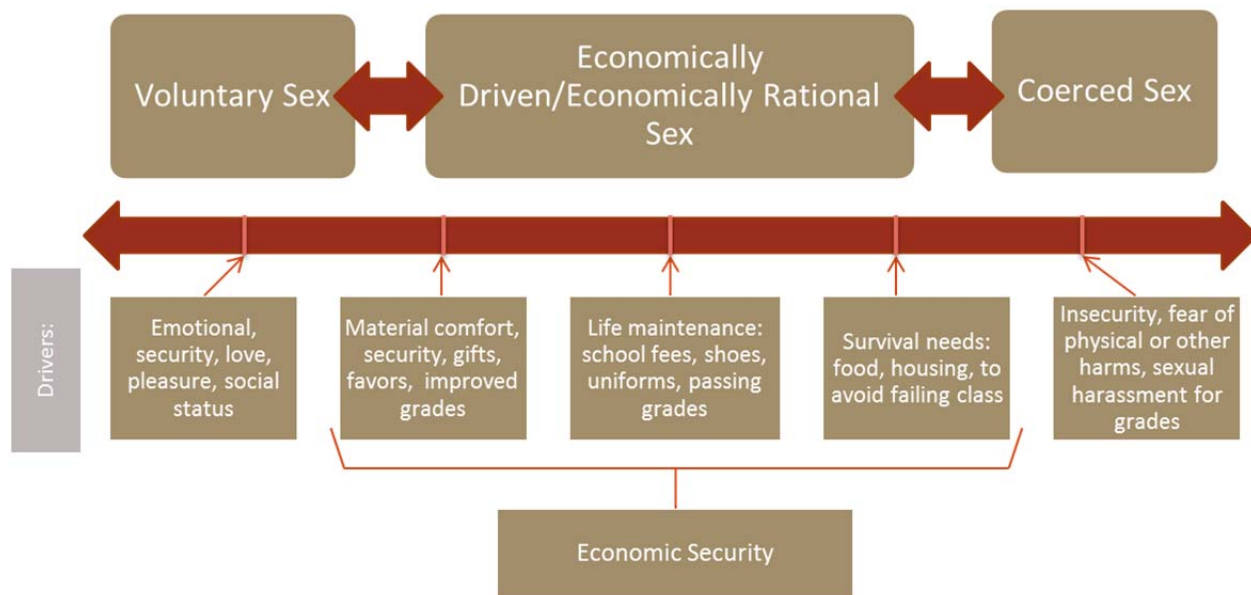 Voluntary Sex
Economically
Driven/Economically Rational
Sex
Coerced Sex
Drivers:
Emotional,
security, love,
pleasure, social
status
Material comfort,
security, gifts,
favors, improved
grades
Life maintenance:
school fees, shoes,
uniforms, passing
grades
Survival needs:
food, housing, to
avoid failing class
Insecurity, fear of
physical or other
harms, sexual
harassment for
grades
Economic Security